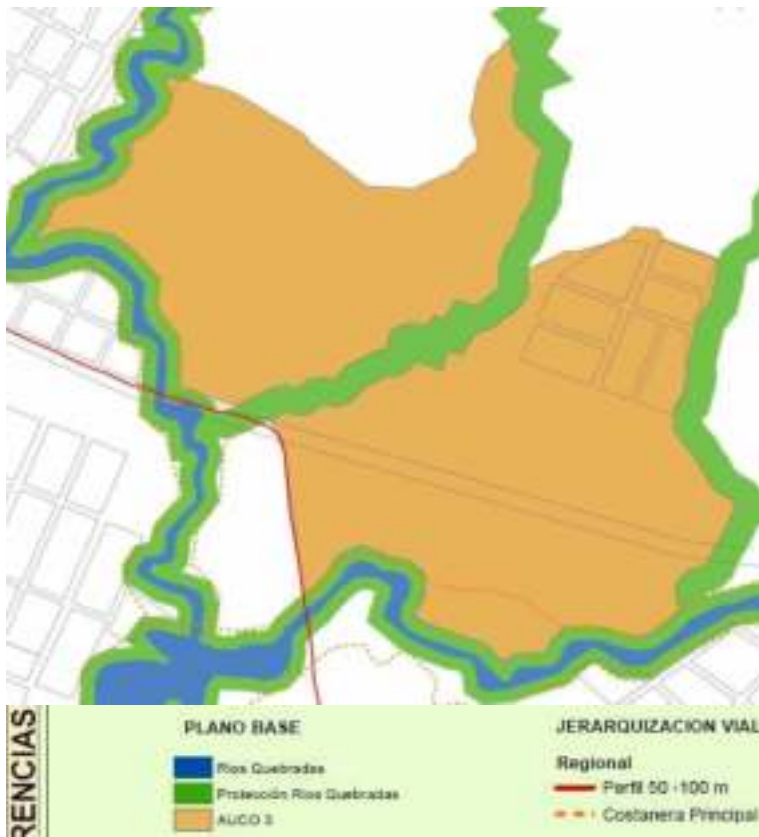 RENCIAS
PLANO BASE
Rios Quebradas
Protección Rios Quebradas
AUCO 3
JERARQUIZACION VIAL
Regional
Perfil 50 -100 m
Costanera Principal